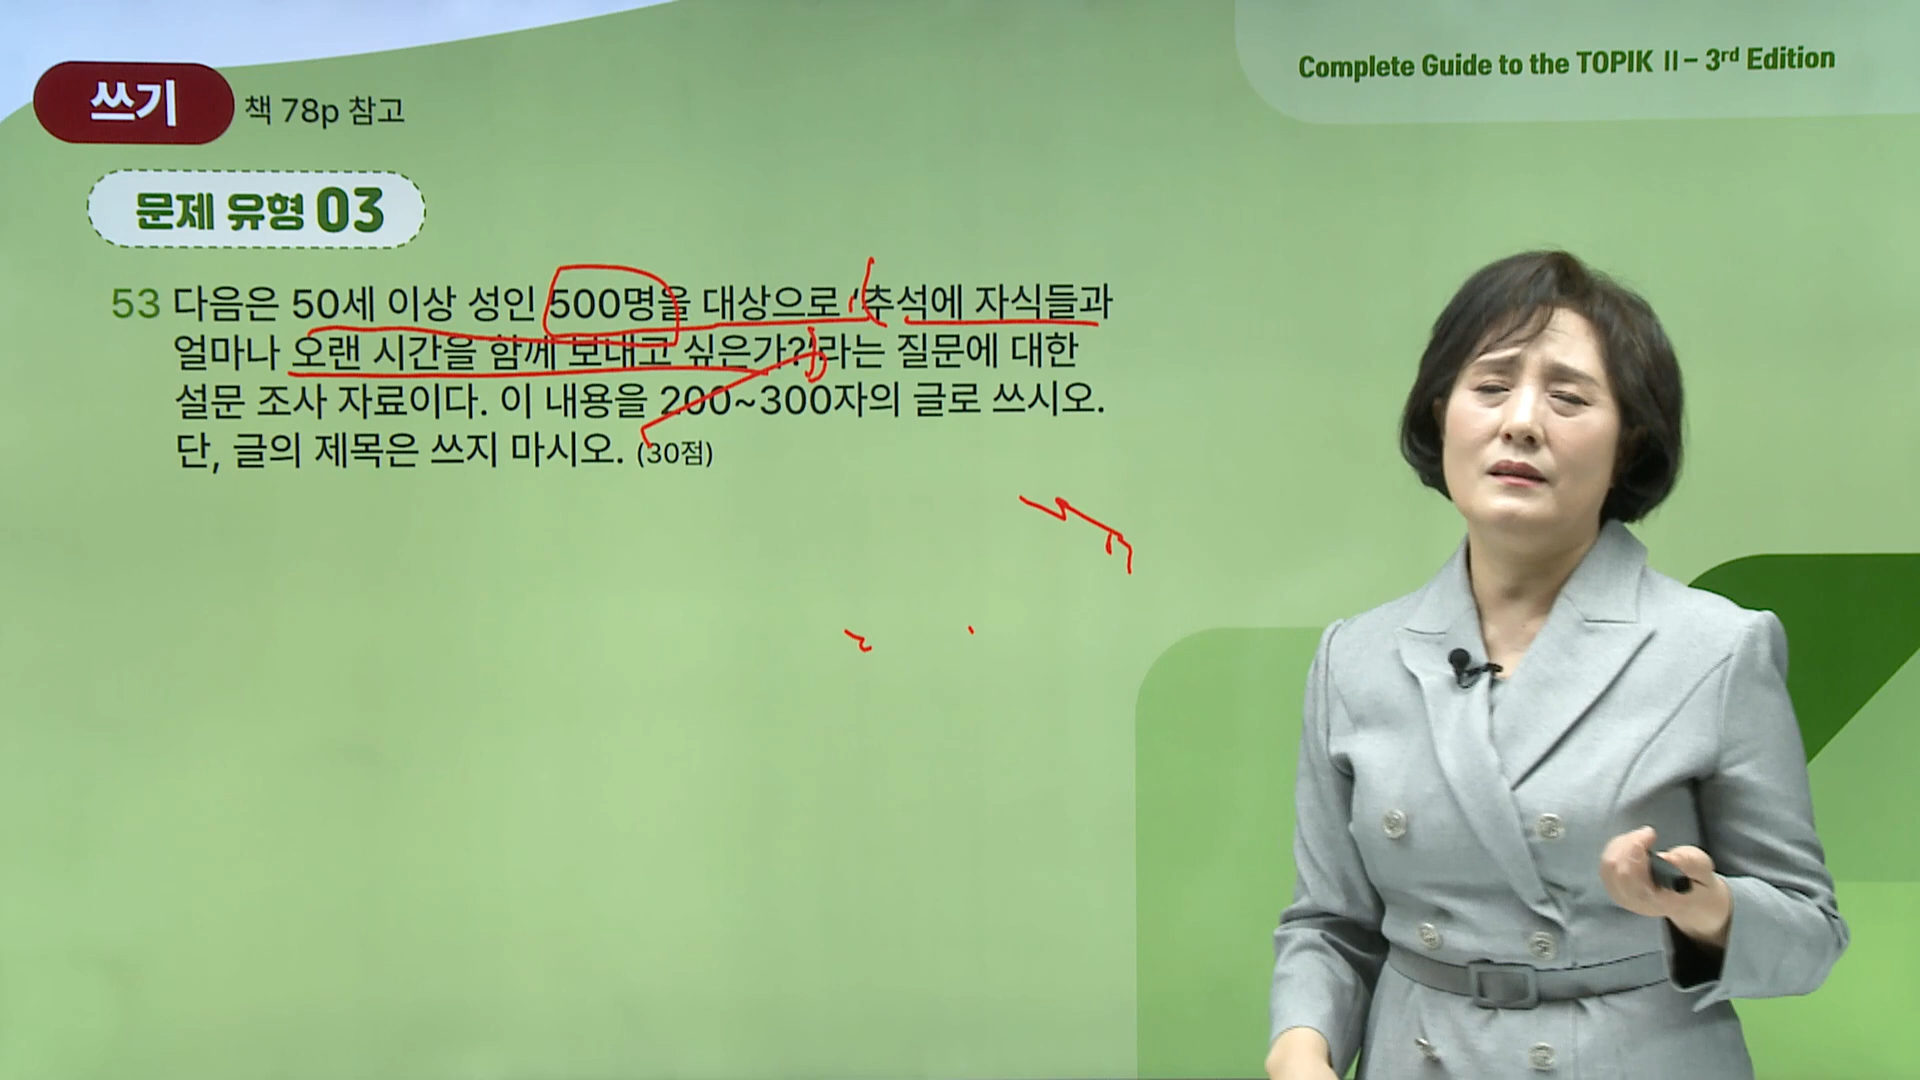 Complete Guide to the TOPIK Ⅱ – 3rd Edition
쓰기 책 78p 참고
문제 유형 03
53 다음은 50세 이상 성인 500명을 대상으로 '추석에 자식들과
얼마나 오랜 시간을 함께 보내고 싶은가?'라는 질문에 대한
설문 조사 자료이다. 이 내용을 200~300자의 글로 쓰시오.
단, 글의 제목은 쓰지 마시오. (30점)